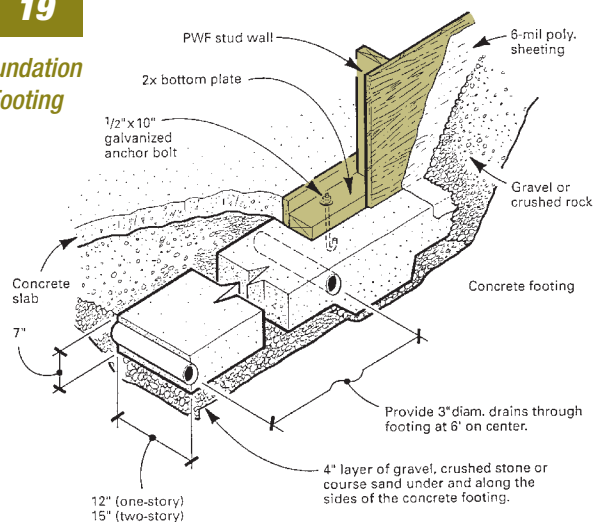 19
undation
ooting
PWF stud wall
6-mil poly.
sheeting
2x bottom plate
1/2"x10"
galvanized
anchor bolt
Gravel or
crushed rock
Concrete
slab
Concrete footing
7"
Provide 3"diam. drains through
footing at 6' on center.
4" layer of gravel, crushed stone or
course sand under and along the
sides of the concrete footing.
12" (one-story)
15" (two-story)